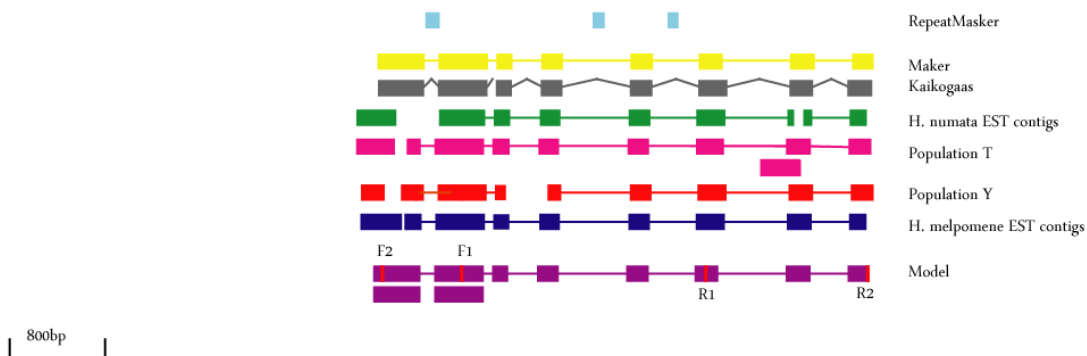 RepeatMasker
Maker
Kaikogaas
H. numata EST contigs
Population T
Population Y
H. melpomene EST contigs
F2 F1
Model
R1 R2
800bp